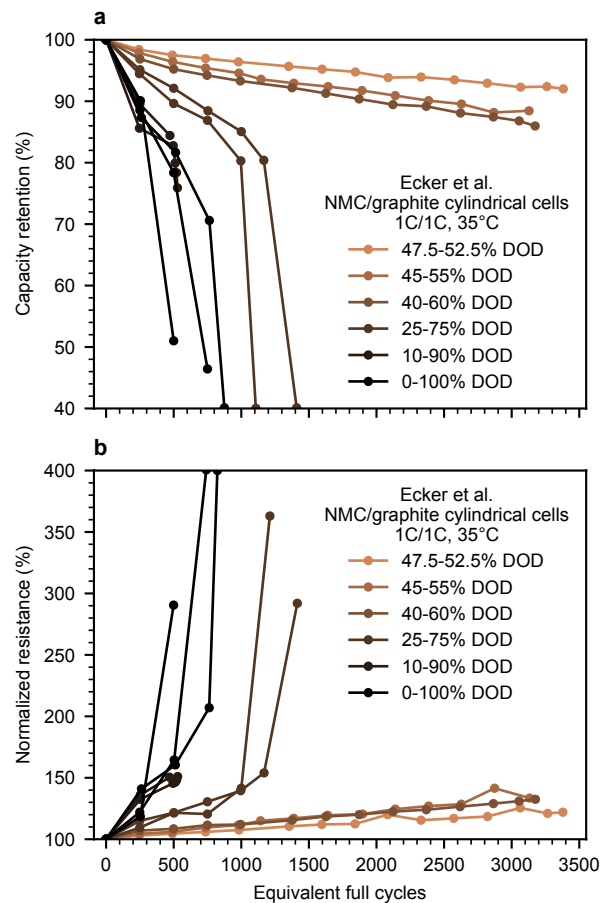 a
100
90
80
70
60
50
40
Capacity retention (%)
Ecker et al.
NMC/graphite cylindrical cells
1C/1C, 35°C
47.5-52.5% DOD
45-55% DOD
40-60% DOD
25-75% DOD
10-90% DOD
0-100% DOD
b
400
350
300
250
200
150
100
Normalized resistance (%)
Ecker et al.
NMC/graphite cylindrical cells
1C/1C, 35°C
47.5-52.5% DOD
45-55% DOD
40-60% DOD
25-75% DOD
10-90% DOD
0-100% DOD
0 500 1000 1500 2000 2500 3000 3500
Equivalent full cycles